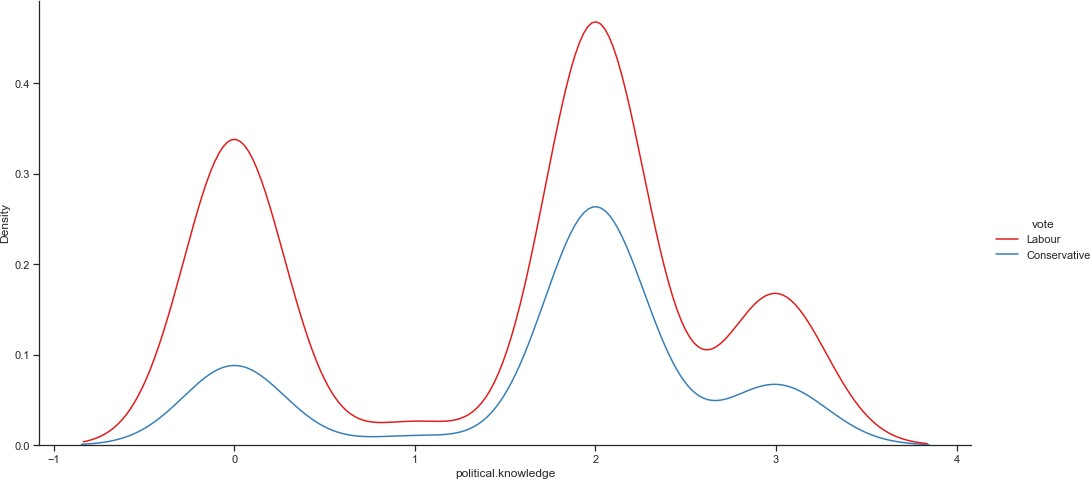 Density
0.4
0.3
0.2
0.1
0.0
−1
0
1
2
3
4
political.knowledge
vote
Labour
Conservative